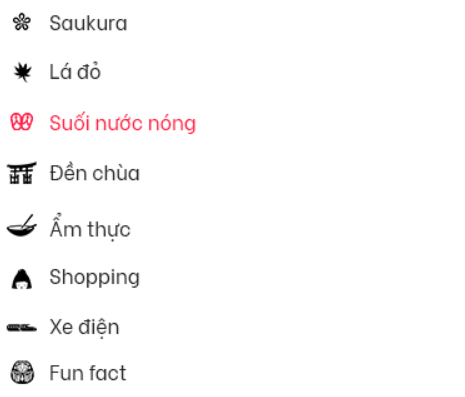 Saukura
Lá đỏ
Suối nước nóng
Đền chùa
Ẩm thực
Shopping
Xe điện
Fun fact